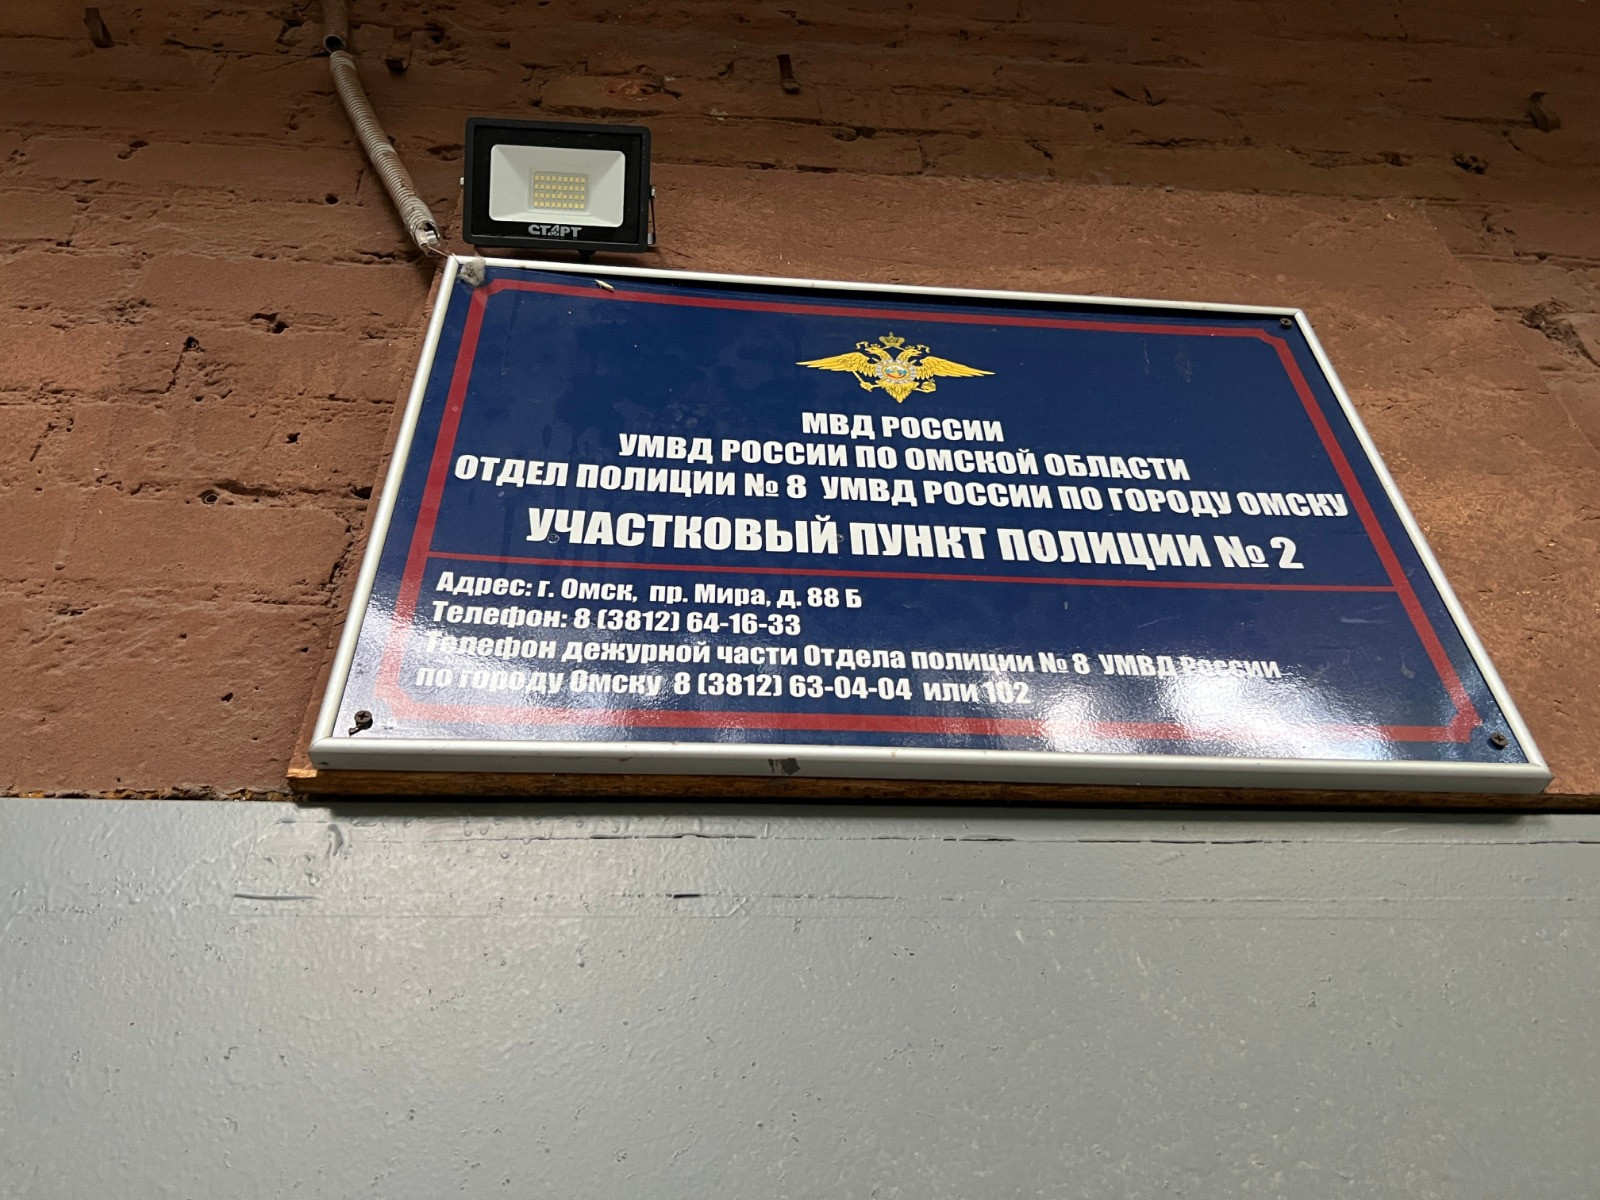 СТАРТ
МВД РОССИИ
УМВД РОССИИ ПО ОМСКОЙ ОБЛАСТИ
ОТДЕЛ ПОЛИЦИИ № 8 УМВД РОССИИ ПО ГОРОДУ ОМСКУ
УЧАСТКОВЫЙ ПУНКТ ПОЛИЦИИ № 2
Адрес: г. Омск, пр. Мира, д. 88 Б
Телефон: 8 (3812) 64-16-33
Телефон дежурной части Отдела полиции № 8 УМВД России
по городу Омску 8 (3812) 63-04-04 или 102